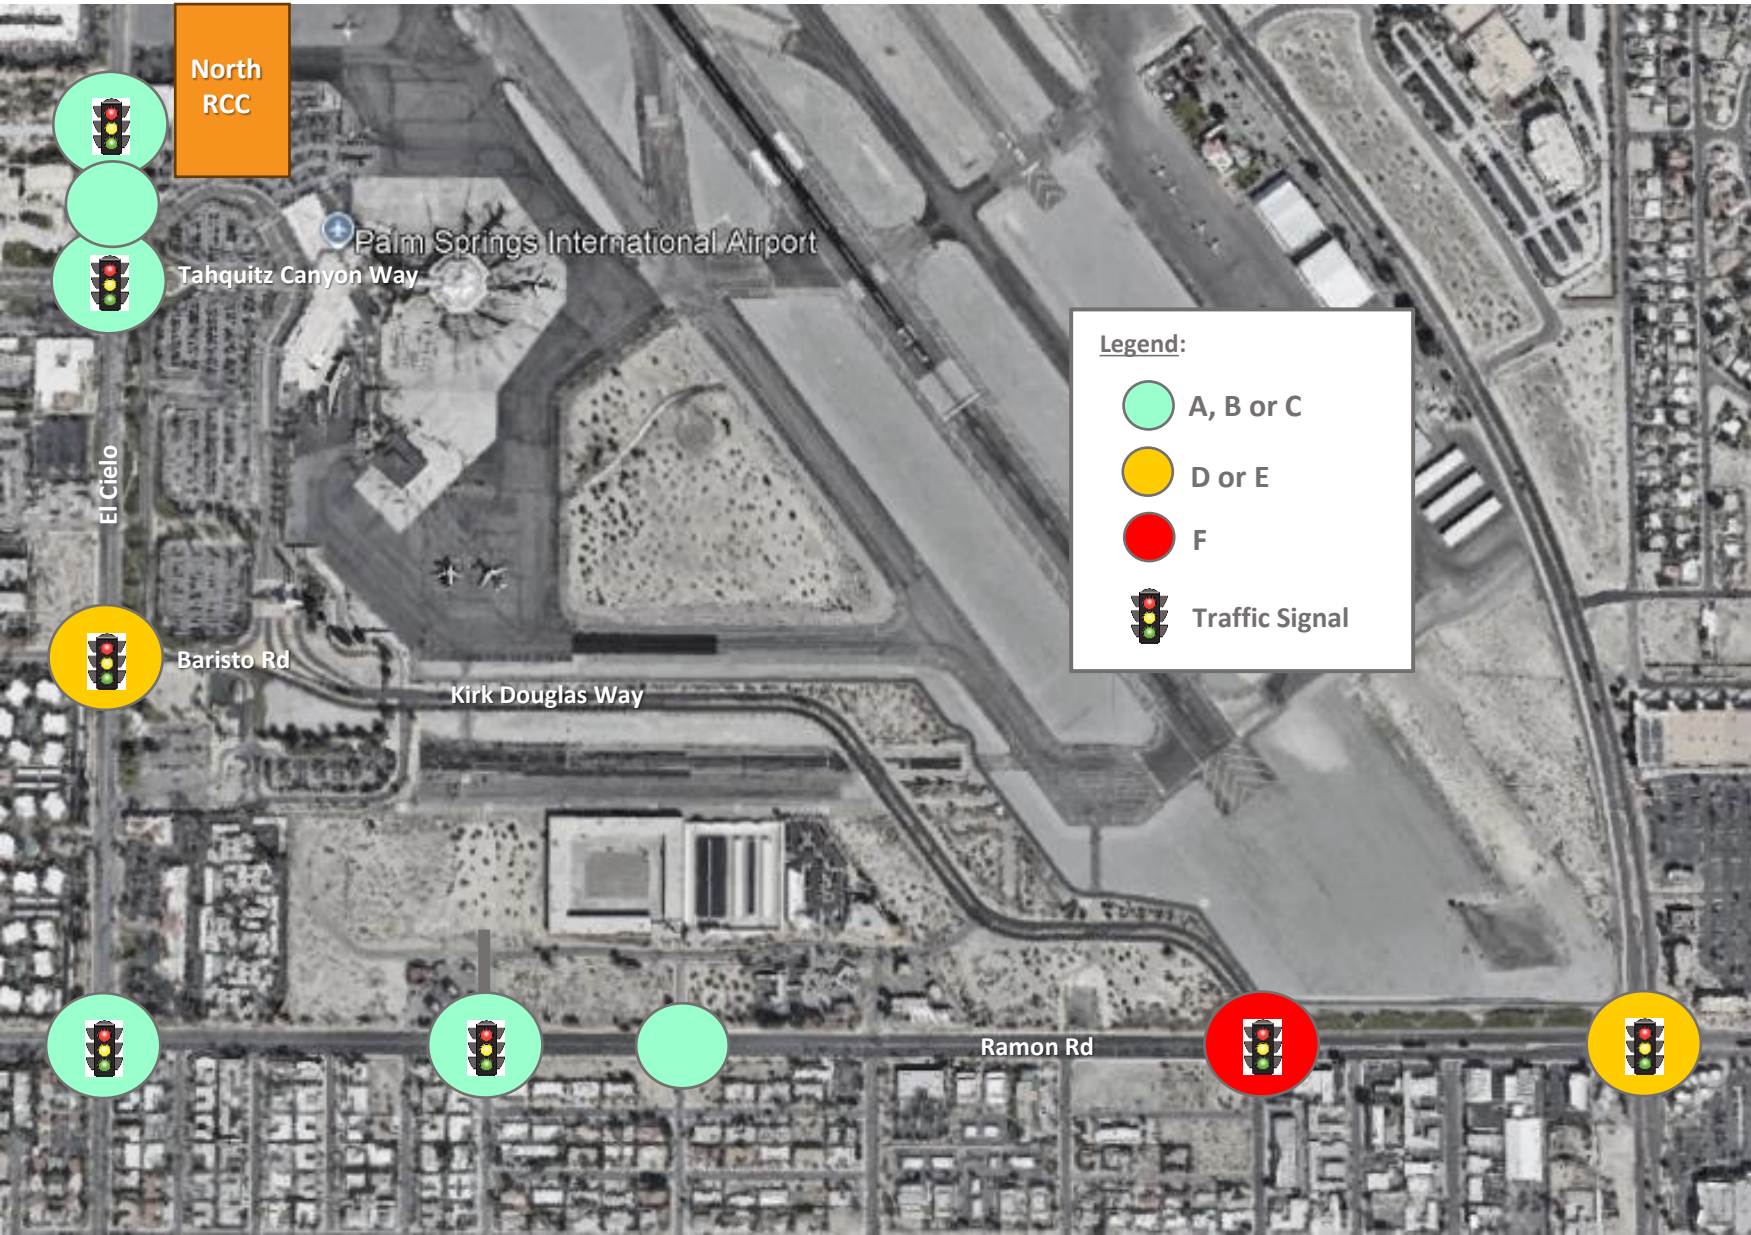 North
RCC
Palm Springs International Airport
Tahquitz Canyon Way
Legend:
A, B or C
D or E
F
Traffic Signal
El Cielo
Baristo Rd
Kirk Douglas Way
Ramon Rd